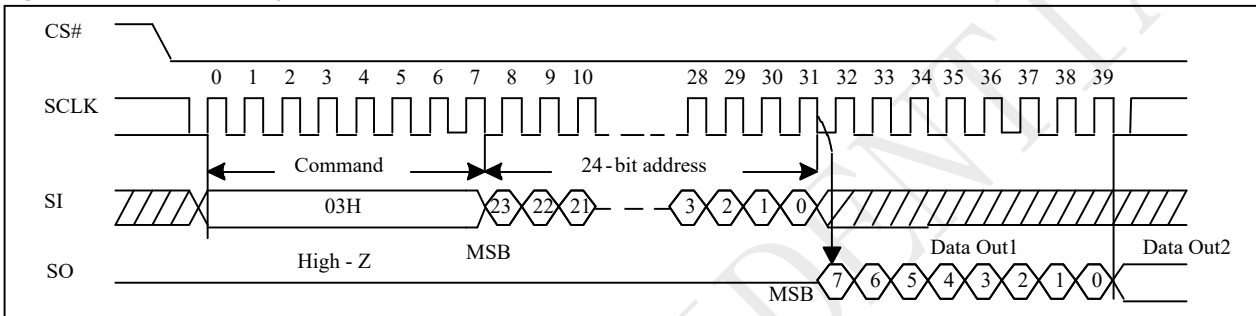 CS#
0 1 2 3 4 5 6 7 8 9 10 28 29 30 31 32 33 34 35 36 37 38 39
SCLK
Command 24-bit address
SI 03H 23 22 21 3 2 1 0
MSB Data Out1 Data Out2
High - Z
SO MSB 7 6 5 4 3 2 1 0